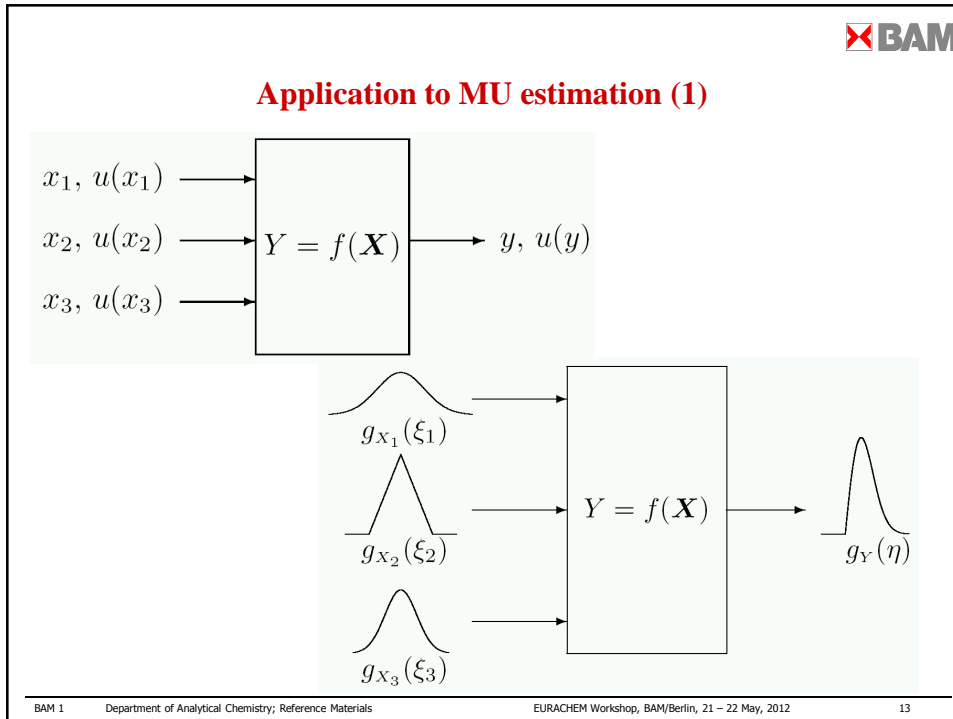 BAM
Application to MU estimation (1)
x₁, u(x₁)
x₂, u(x₂)
x₃, u(x₃)
Y = f(X)
y, u(y)
g_{X₁}(ξ₁)
g_{X₂}(ξ₂)
g_{X₃}(ξ₃)
Y = f(X)
g_Y(η)
BAM 1 Department of Analytical Chemistry; Reference Materials EURACHEM Workshop, BAM/Berlin, 21 – 22 May, 2012 13